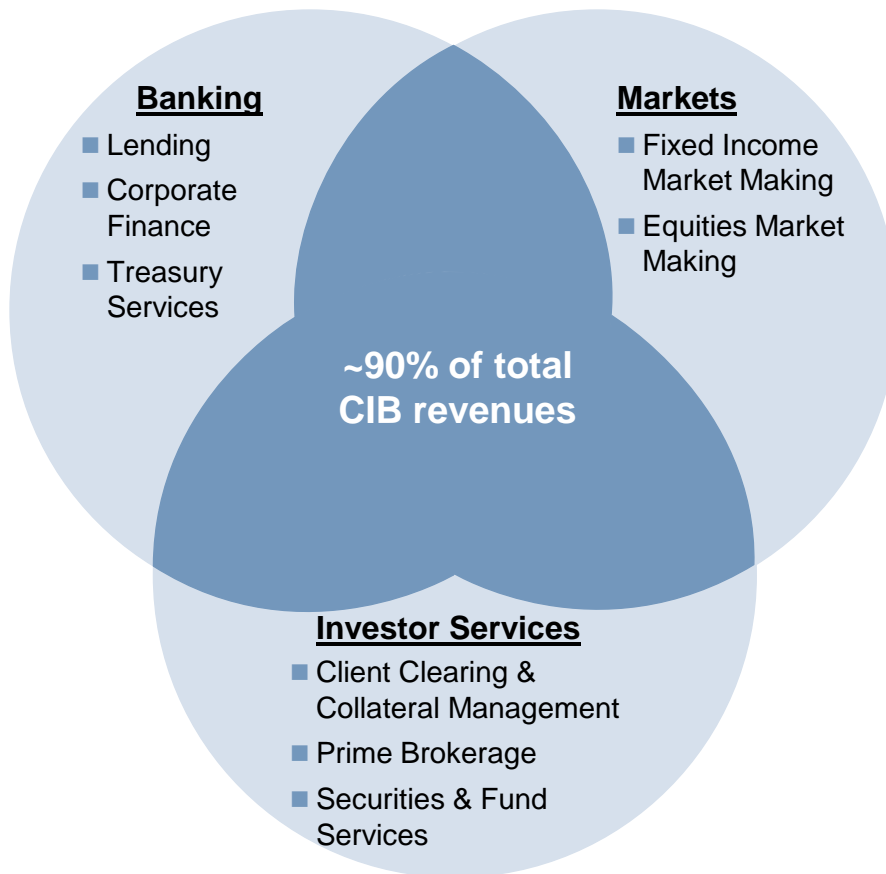 Banking
Lending
Corporate
Finance
Treasury
Services
Markets
Fixed Income
Market Making
Equities Market
Making
~90% of total
CIB revenues
Investor Services
Client Clearing &
Collateral Management
Prime Brokerage
Securities & Fund
Services